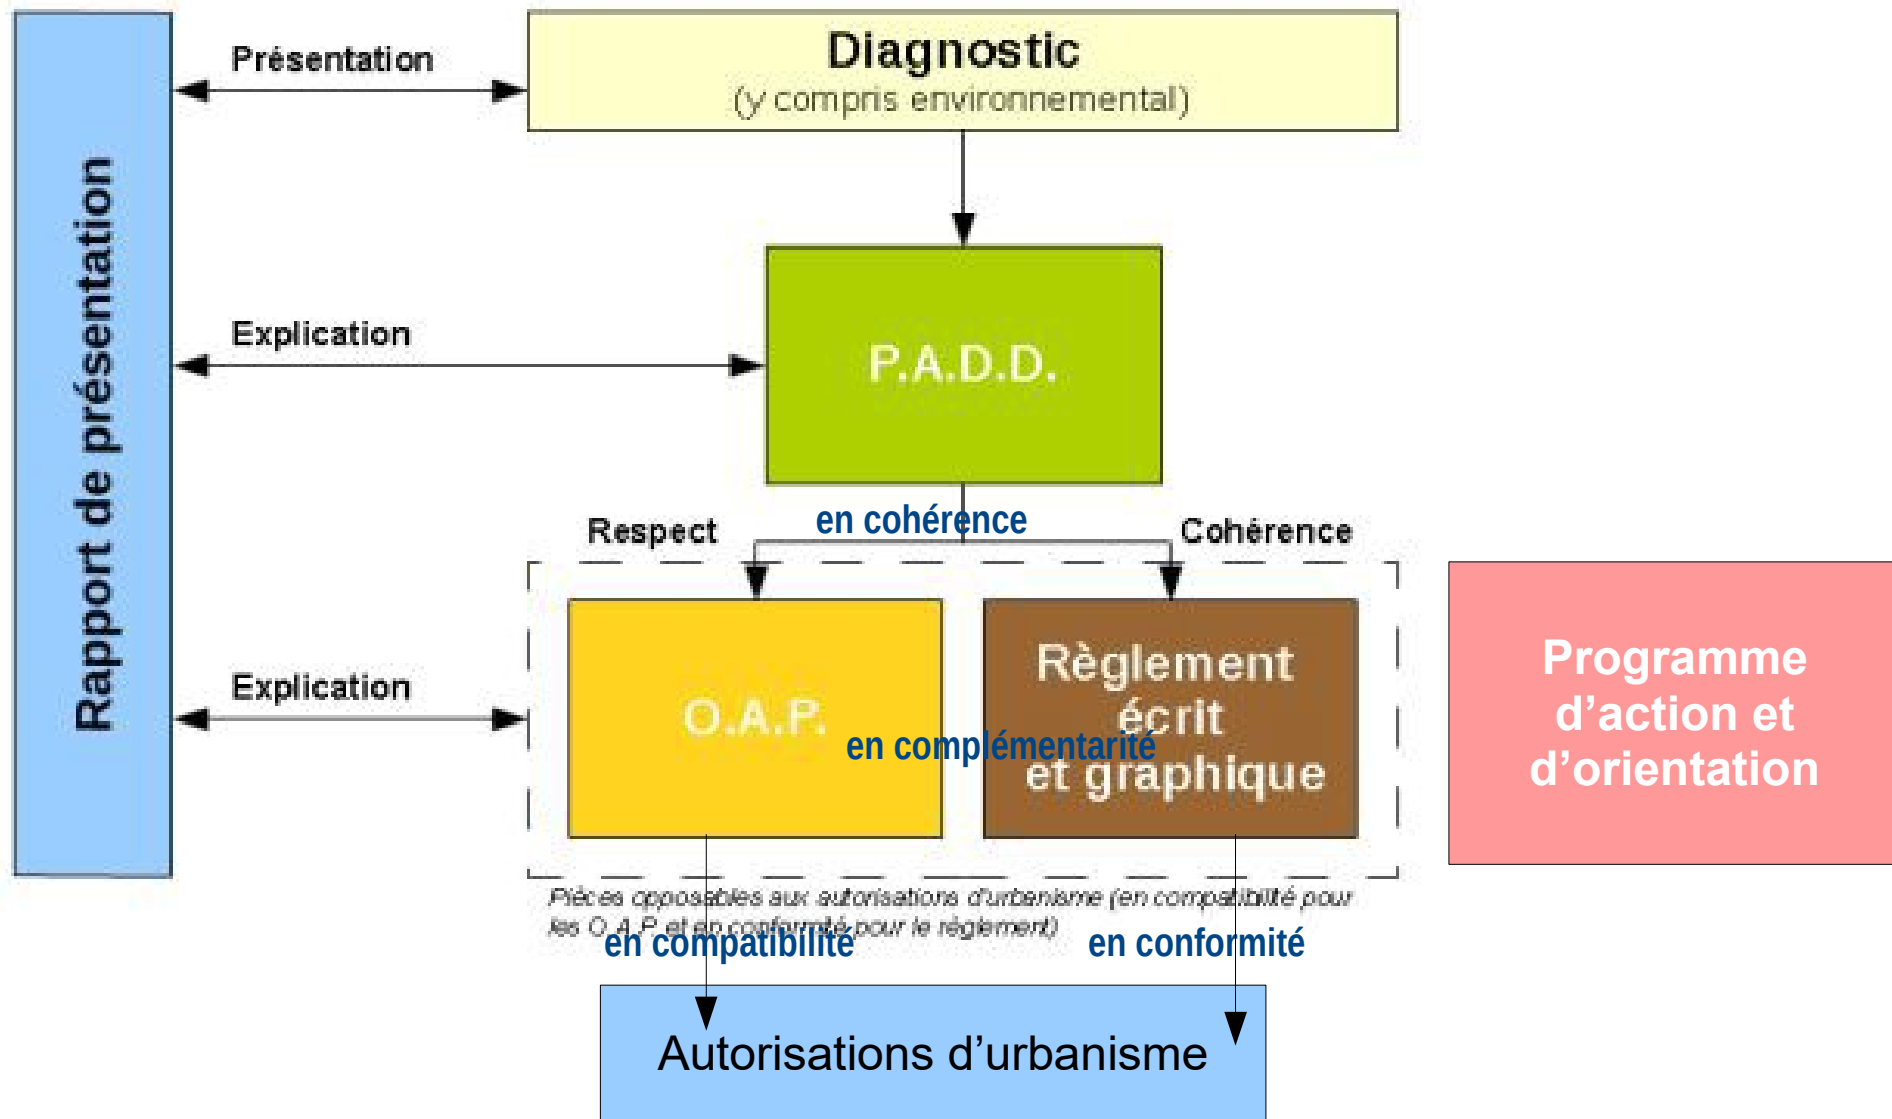 Présentation
Diagnostic
(y compris environnemental)
Rapport de présentation
Explication
P.A.D.D.
en cohérence
Respect
Cohérence
Explication
O.A.P.
en complémentarité
Règlement
écrit
et graphique
Programme
d’action et
d’orientation
Pièces opposables aux autorisations d'urbanisme (en compatibilité pour
les O.A.P. et en conformité pour le règlement)
en compatibilité
en conformité
Autorisations d’urbanisme